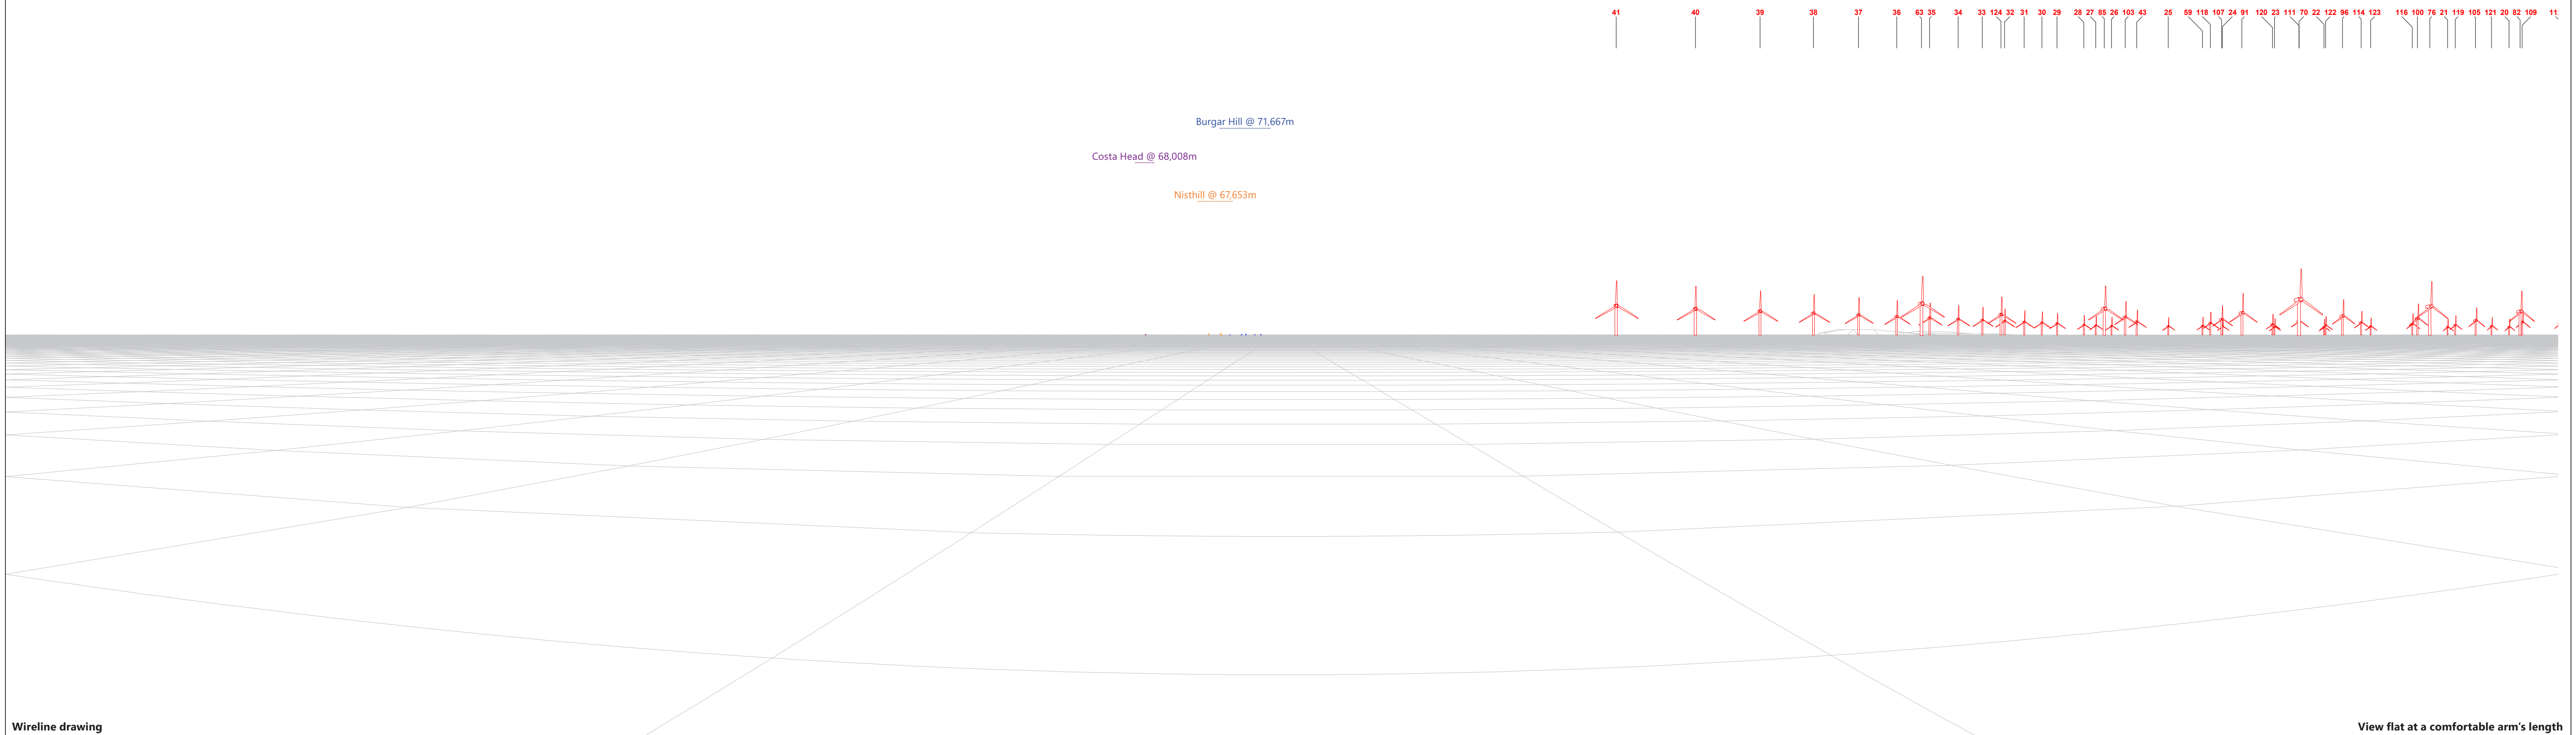 41 40 39 38 37 36 63 35 34 33 124 32 31 30 29 28 27 85 26 103 43 25 59 118 107 24 91 120 23 111 70 22 122 96 114 123 116 100 76 21 119 105 121 20 82 109
Burgar Hill @ 71,667m
Costa Head @ 68,008m
Nisthill @ 67,653m
Wireline drawing
View flat at a comfortable arm's length